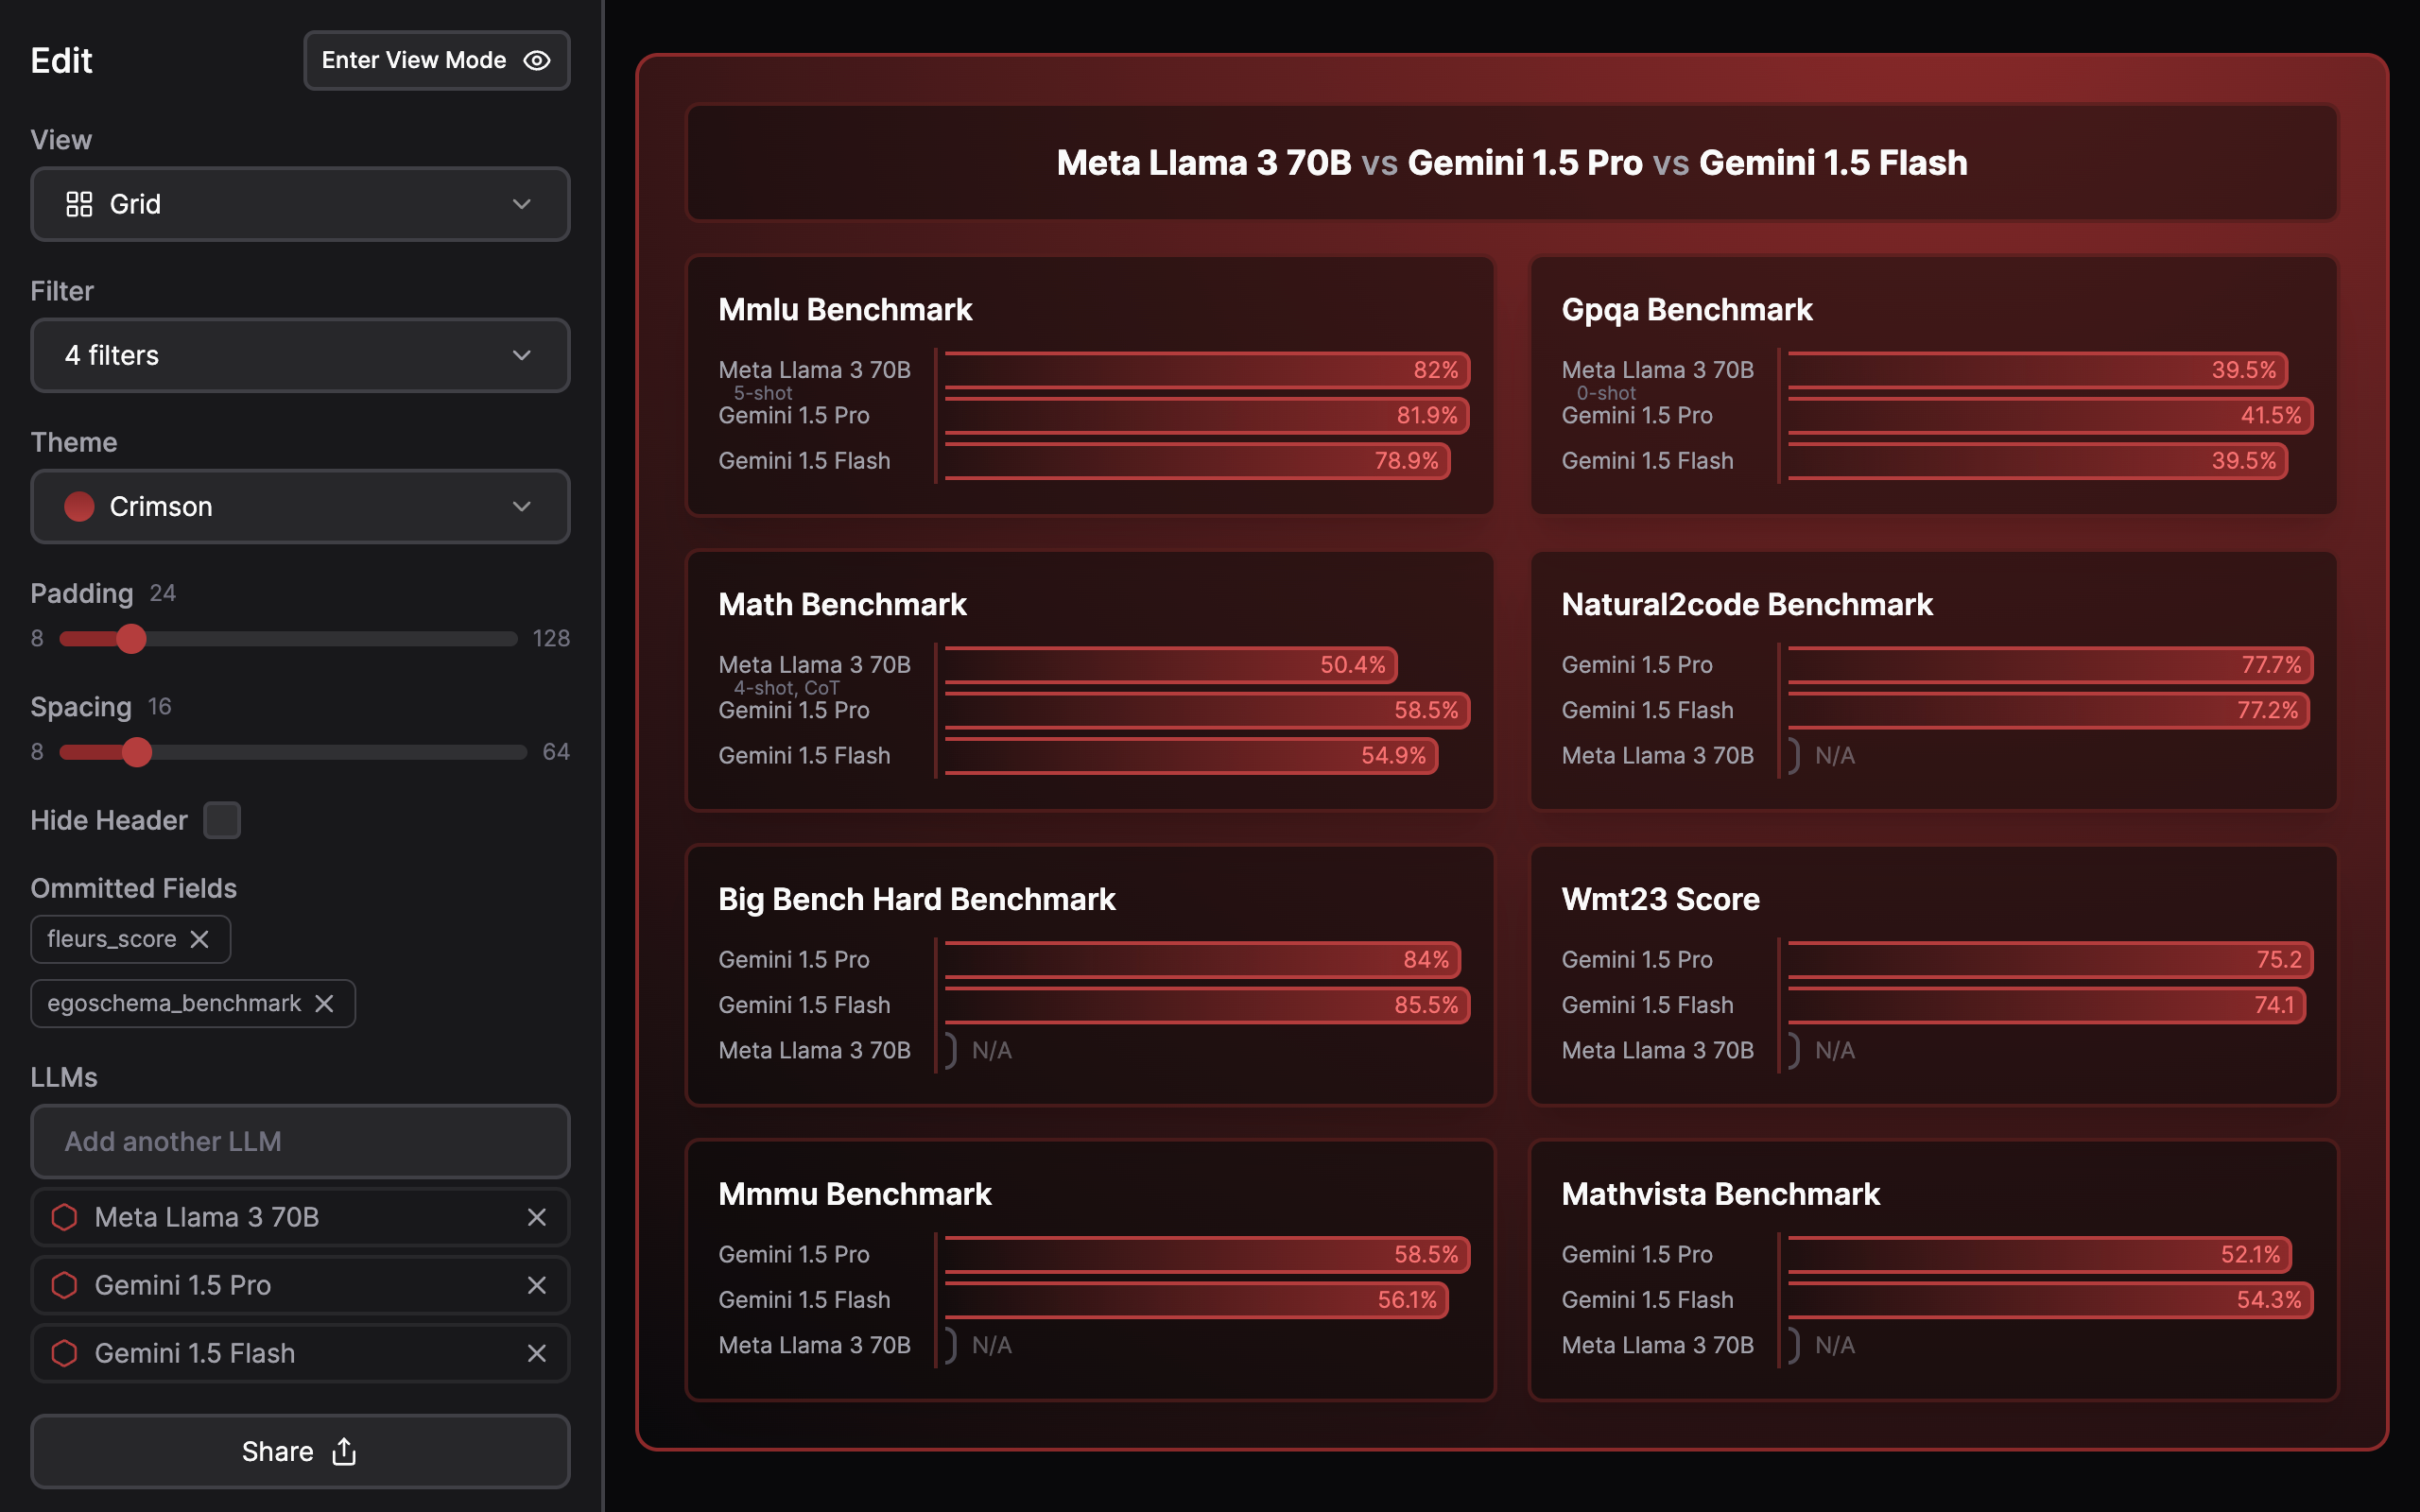 Edit
Enter View Mode
View
Grid
Filter
4 filters
Theme
Crimson
Padding 24
8 128
Spacing 16
8 64
Hide Header
Ommitted Fields
fleurs_score
egoschema_benchmark
LLMs
Add another LLM
Meta Llama 3 70B
Gemini 1.5 Pro
Gemini 1.5 Flash
Share
Meta Llama 3 70B vs Gemini 1.5 Pro vs Gemini 1.5 Flash
Mmlu Benchmark
Meta Llama 3 70B 82%
5-shot
Gemini 1.5 Pro 81.9%
Gemini 1.5 Flash 78.9%
Gpqa Benchmark
Meta Llama 3 70B 39.5%
0-shot
Gemini 1.5 Pro 41.5%
Gemini 1.5 Flash 39.5%
Math Benchmark
Meta Llama 3 70B 50.4%
4-shot, CoT
Gemini 1.5 Pro 58.5%
Gemini 1.5 Flash 54.9%
Natural2code Benchmark
Gemini 1.5 Pro 77.7%
Gemini 1.5 Flash 77.2%
Meta Llama 3 70B N/A
Big Bench Hard Benchmark
Gemini 1.5 Pro 84%
Gemini 1.5 Flash 85.5%
Meta Llama 3 70B N/A
Wmt23 Score
Gemini 1.5 Pro 75.2
Gemini 1.5 Flash 74.1
Meta Llama 3 70B N/A
Mmmu Benchmark
Gemini 1.5 Pro 58.5%
Gemini 1.5 Flash 56.1%
Meta Llama 3 70B N/A
Mathvista Benchmark
Gemini 1.5 Pro 52.1%
Gemini 1.5 Flash 54.3%
Meta Llama 3 70B N/A